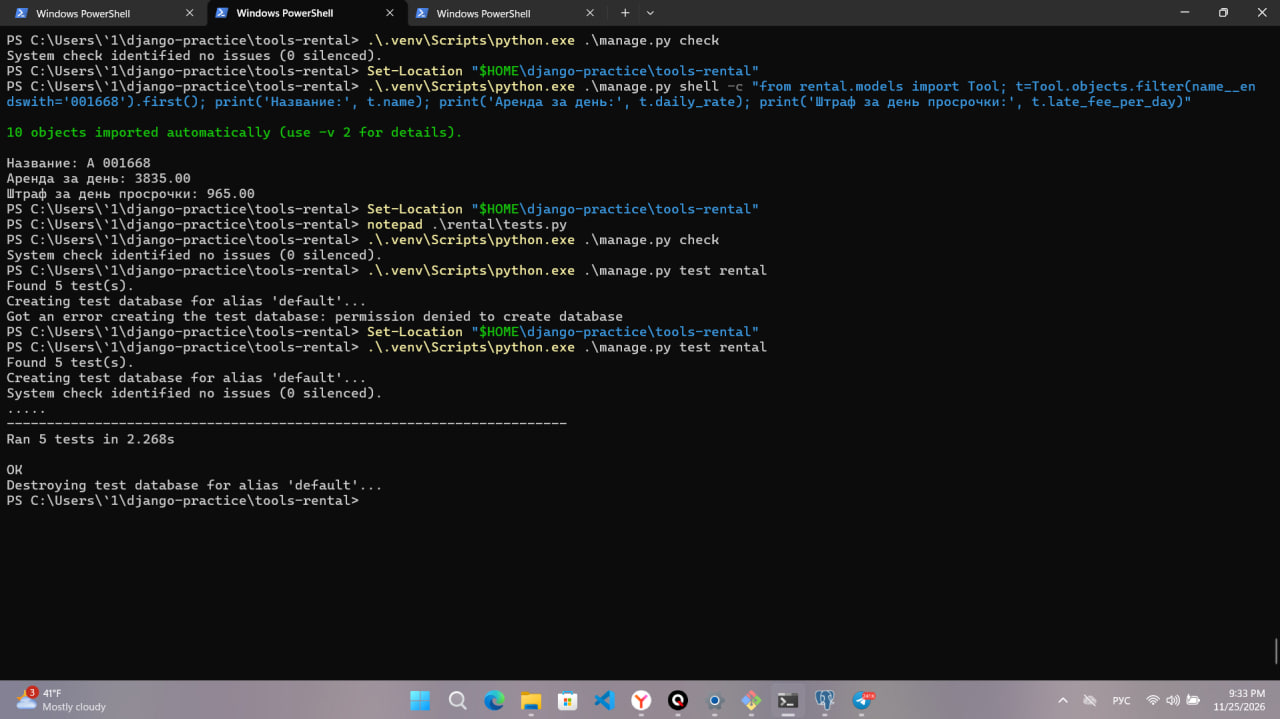 Windows PowerShell
Windows PowerShell
Windows PowerShell
PS C:\Users\`1\django-practice\tools-rental> .\.venv\Scripts\python.exe .\manage.py check
System check identified no issues (0 silenced).
PS C:\Users\`1\django-practice\tools-rental> Set-Location "$HOME\django-practice\tools-rental"
PS C:\Users\`1\django-practice\tools-rental> .\.venv\Scripts\python.exe .\manage.py shell -c "from rental.models import Tool; t=Tool.objects.filter(name__en
dswith='001668').first(); print('Название:', t.name); print('Аренда за день:', t.daily_rate); print('Штраф за день просрочки:', t.late_fee_per_day)"
10 objects imported automatically (use -v 2 for details).
Название: A 001668
Аренда за день: 3835.00
Штраф за день просрочки: 965.00
PS C:\Users\`1\django-practice\tools-rental> Set-Location "$HOME\django-practice\tools-rental"
PS C:\Users\`1\django-practice\tools-rental> notepad .\rental\tests.py
PS C:\Users\`1\django-practice\tools-rental> .\.venv\Scripts\python.exe .\manage.py check
System check identified no issues (0 silenced).
PS C:\Users\`1\django-practice\tools-rental> .\.venv\Scripts\python.exe .\manage.py test rental
Found 5 test(s).
Creating test database for alias 'default'...
Got an error creating the test database: permission denied to create database
PS C:\Users\`1\django-practice\tools-rental> Set-Location "$HOME\django-practice\tools-rental"
PS C:\Users\`1\django-practice\tools-rental> .\.venv\Scripts\python.exe .\manage.py test rental
Found 5 test(s).
Creating test database for alias 'default'...
System check identified no issues (0 silenced).
.....
----------------------------------------------------------------------
Ran 5 tests in 2.268s
OK
Destroying test database for alias 'default'...
PS C:\Users\`1\django-practice\tools-rental>
3
41°F
Mostly cloudy
РУС
9:33 PM
11/25/2026